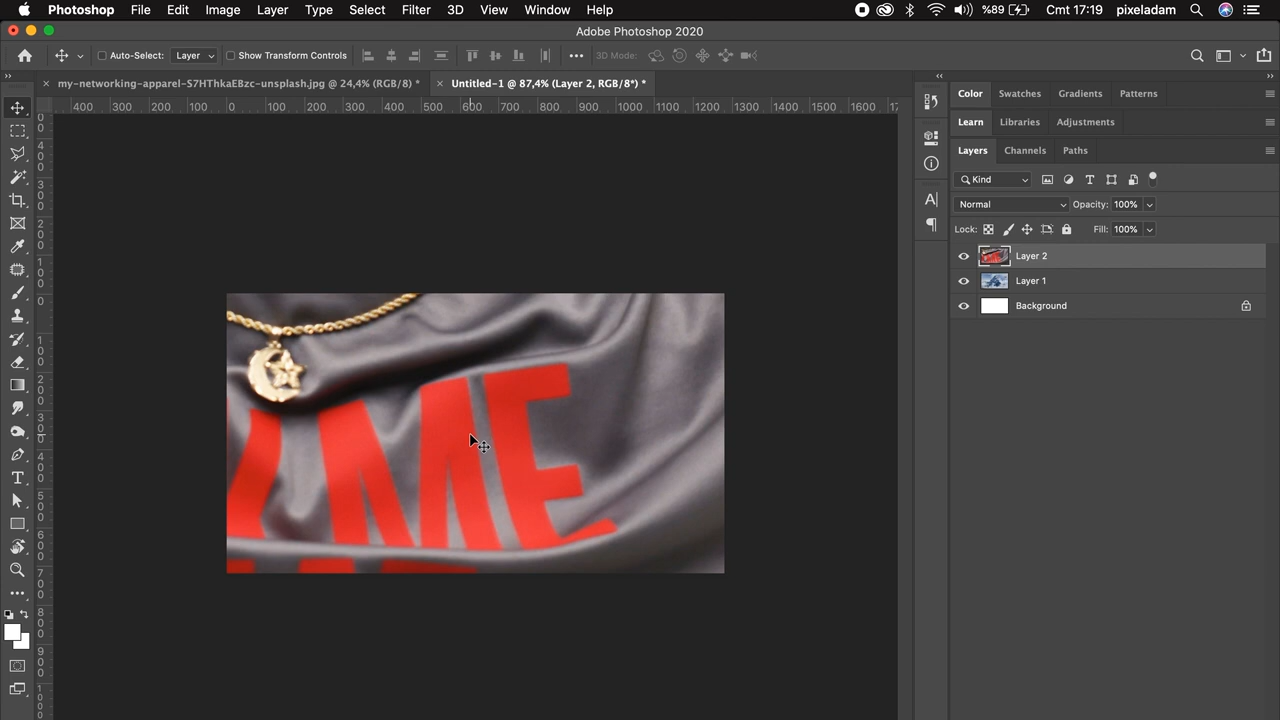 Photoshop File Edit Image Layer Type Select Filter 3D View Window Help %89 Cmt 17:19 pixeladam
Adobe Photoshop 2020
Auto-Select: Layer Show Transform Controls 3D Mode:
my-networking-apparel-S7HThkaEBzc-unsplash.jpg @ 24,4% (RGB/8) * Untitled-1 @ 87,4% (Layer 2, RGB/8*) *
400 300 200 100 0 100 200 300 400 500 600 700 800 900 1000 1100 1200 1300 1400 1500 1600
Color Swatches Gradients Patterns
Learn Libraries Adjustments
Layers Channels Paths
Kind
Normal Opacity: 100%
Lock: Fill: 100%
Layer 2
Layer 1
Background
ME